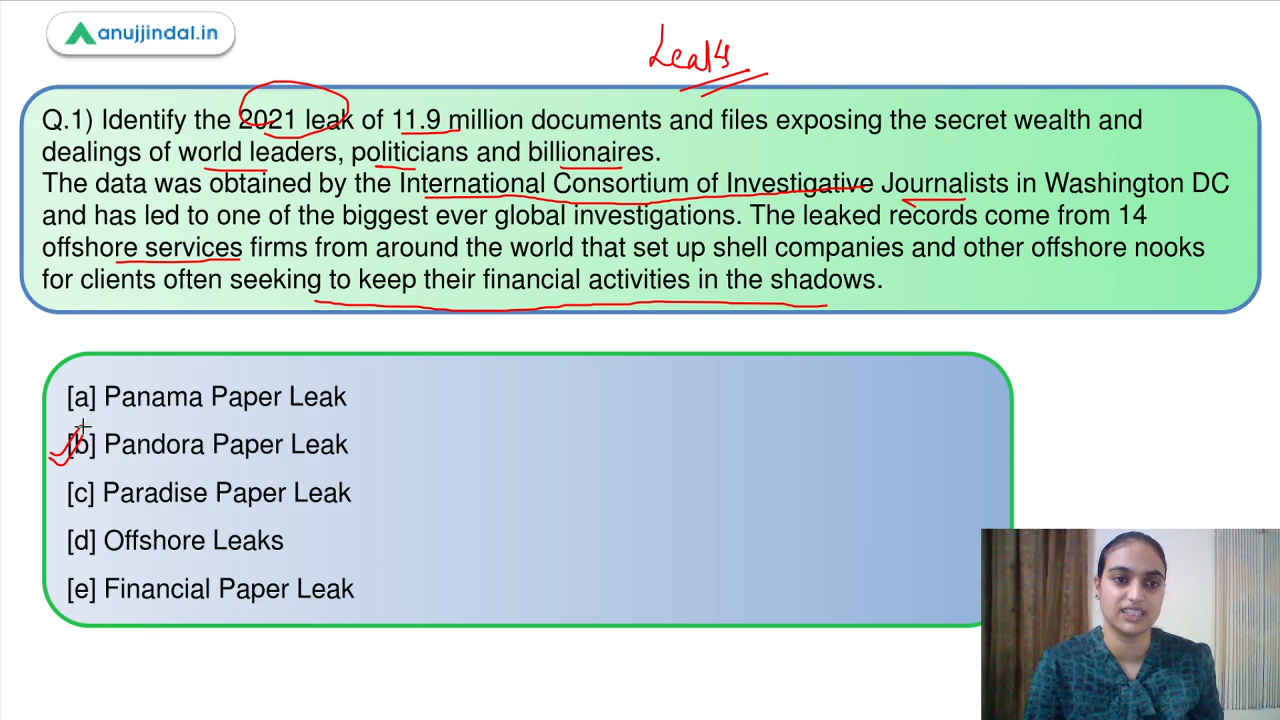 anujjindal.in
Leaks
Q.1) Identify the 2021 leak of 11.9 million documents and files exposing the secret wealth and
dealings of world leaders, politicians and billionaires.
The data was obtained by the International Consortium of Investigative Journalists in Washington DC
and has led to one of the biggest ever global investigations. The leaked records come from 14
offshore services firms from around the world that set up shell companies and other offshore nooks
for clients often seeking to keep their financial activities in the shadows.
[a] Panama Paper Leak
[b] Pandora Paper Leak
[c] Paradise Paper Leak
[d] Offshore Leaks
[e] Financial Paper Leak